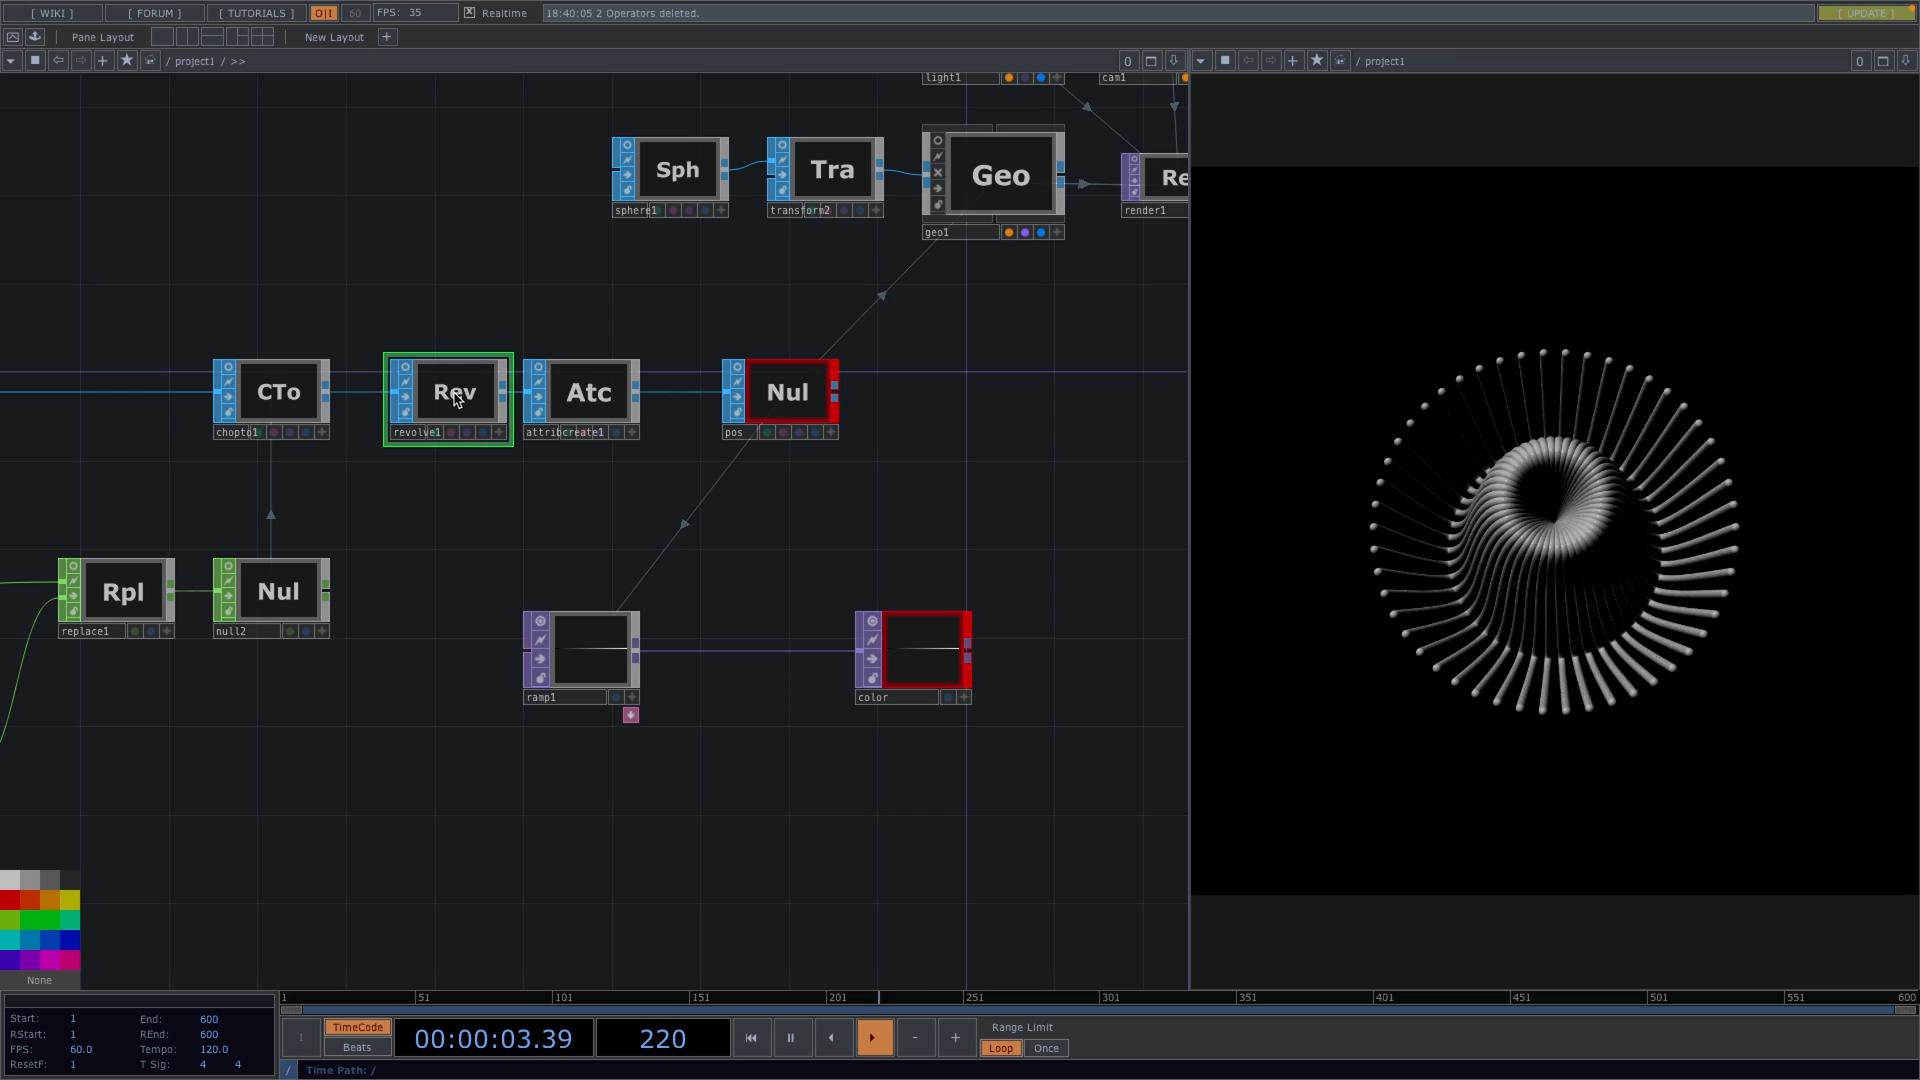 [ WIKI ] [ FORUM ] [ TUTORIALS ] O|I 60 FPS: 35 Realtime 18:40:05 2 Operators deleted. [ UPDATE ]
Pane Layout New Layout +
/ project1 / >> 0 / project1 0
light1 cam1
Sph Tra Geo Re
sphere1 transform2 geo1 render1
CTo Rev Atc Nul
chopto1 revolve1 attribcreate1 pos
Rpl Nul
replace1 null2
ramp1 color
None
1 51 101 151 201 251 301 351 401 451 501 551 600
Start: 1 End: 600
RStart: 1 REnd: 600
FPS: 60.0 Tempo: 120.0
ResetF: 1 T Sig: 4 4
1 TimeCode Beats 00:00:03.39 220 - + Range Limit
Loop Once
/ Time Path: /